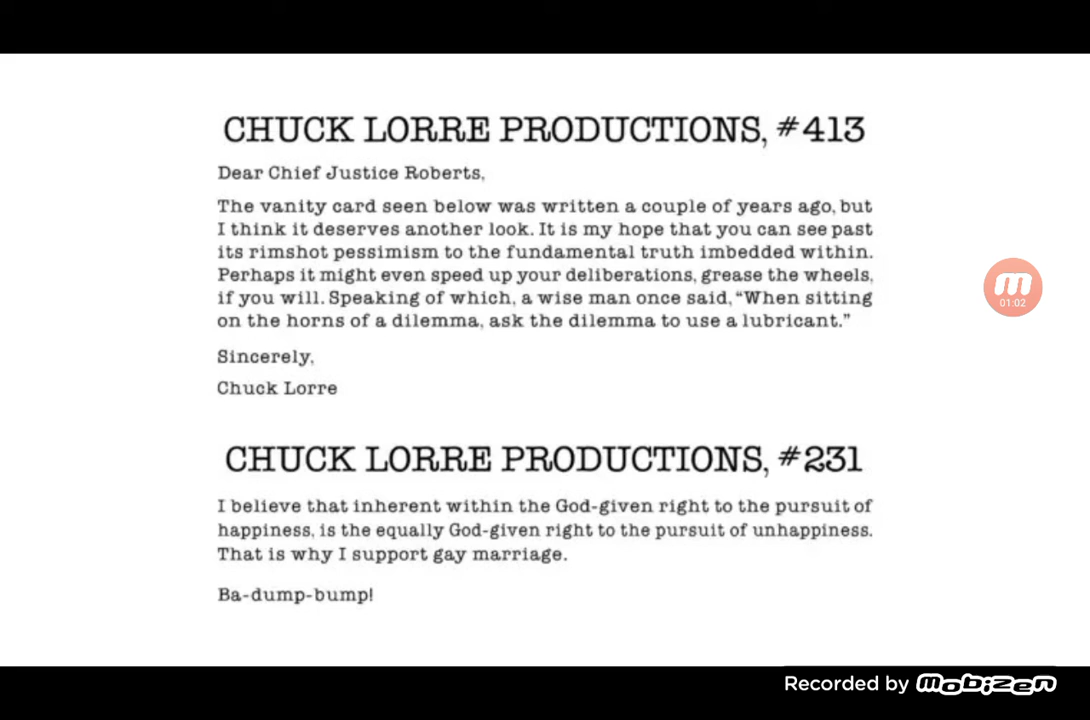 CHUCK LORRE PRODUCTIONS, #413
Dear Chief Justice Roberts,
The vanity card seen below was written a couple of years ago, but
I think it deserves another look. It is my hope that you can see past
its rimshot pessimism to the fundamental truth imbedded within.
Perhaps it might even speed up your deliberations, grease the wheels,
if you will. Speaking of which, a wise man once said, “When sitting
on the horns of a dilemma, ask the dilemma to use a lubricant.”
Sincerely,
Chuck Lorre
CHUCK LORRE PRODUCTIONS, #231
I believe that inherent within the God-given right to the pursuit of
happiness, is the equally God-given right to the pursuit of unhappiness.
That is why I support gay marriage.
Ba-dump-bump!
01:02
Recorded by mobizen